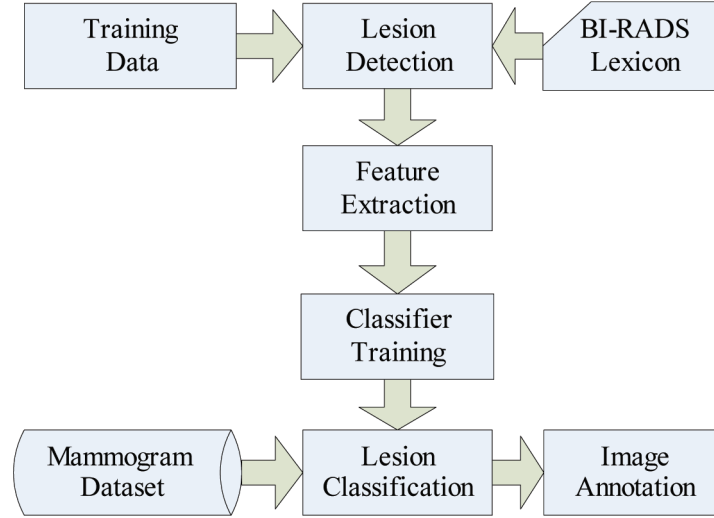 Training
Data
Lesion
Detection
BI-RADS
Lexicon
Feature
Extraction
Classifier
Training
Mammogram
Dataset
Lesion
Classification
Image
Annotation